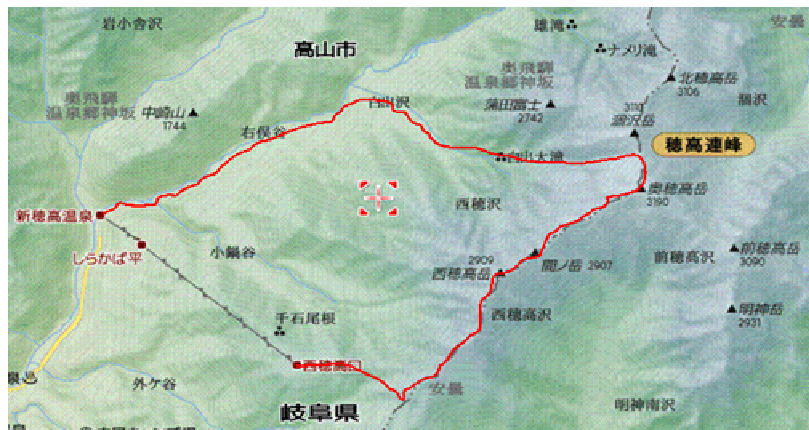 岩小舎沢
雄滝
安曇
高山市
ナメリ滝
北穂高岳
3106
奥飛騨
温泉郷神坂
奥飛騨
温泉郷神坂
中崎山
1744
白出沢
蒲田富士
2742
3110
涸沢岳
涸沢
右俣谷
穂高連峰
白出大滝
奥穂高岳
3190
新穂高温泉
西穂沢
しらかば平
小鍋谷
2909
西穂高岳
間ノ岳 2907
前穂高沢
前穂高岳
3090
千石尾根
西穂高沢
明神岳
2931
西穂高口
外ケ谷
安曇
岐阜県
明神南沢